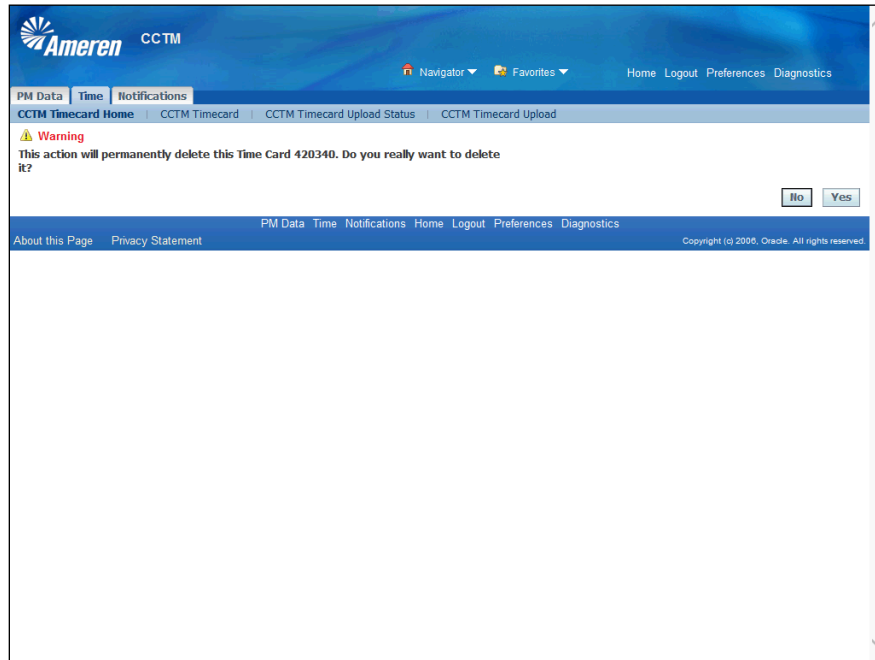 Ameren CCTM
Navigator Favorites Home Logout Preferences Diagnostics
PM Data Time Notifications
CCTM Timecard Home | CCTM Timecard | CCTM Timecard Upload Status | CCTM Timecard Upload
Warning
This action will permanently delete this Time Card 420340. Do you really want to delete
it?
No Yes
PM Data Time Notifications Home Logout Preferences Diagnostics
About this Page Privacy Statement Copyright (c) 2006, Oracle. All rights reserved.